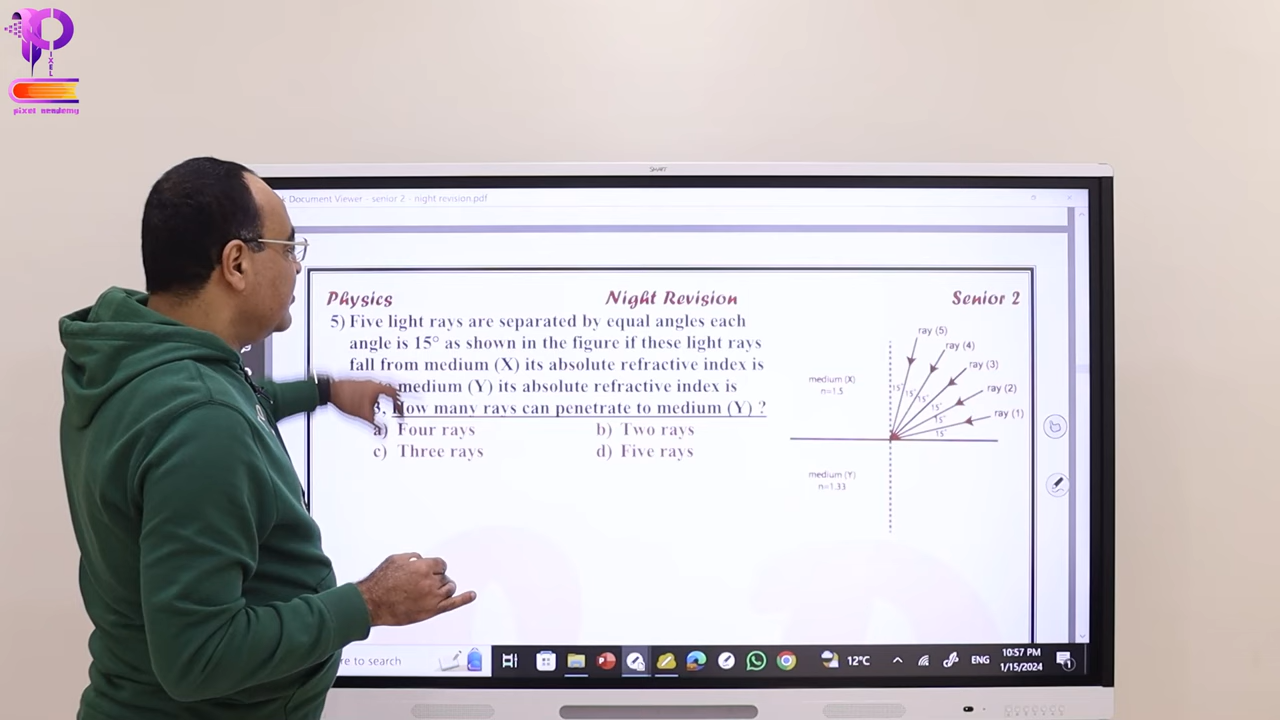 PIXEL
pixel academy
SMART
Document Viewer - senior 2 - night revision.pdf
Physics Night Revision Senior 2
5) Five light rays are separated by equal angles each
angle is 15° as shown in the figure if these light rays
fall from medium (X) its absolute refractive index is
medium (Y) its absolute refractive index is
3, How many rays can penetrate to medium (Y) ?
a) Four rays b) Two rays
c) Three rays d) Five rays
ray (5)
ray (4)
ray (3)
ray (2)
ray (1)
15° 15° 15°
15°
15°
15°
medium (X)
n=1.5
medium (Y)
n=1.33
re to search
12°C
ENG
10:57 PM
1/15/2024
1